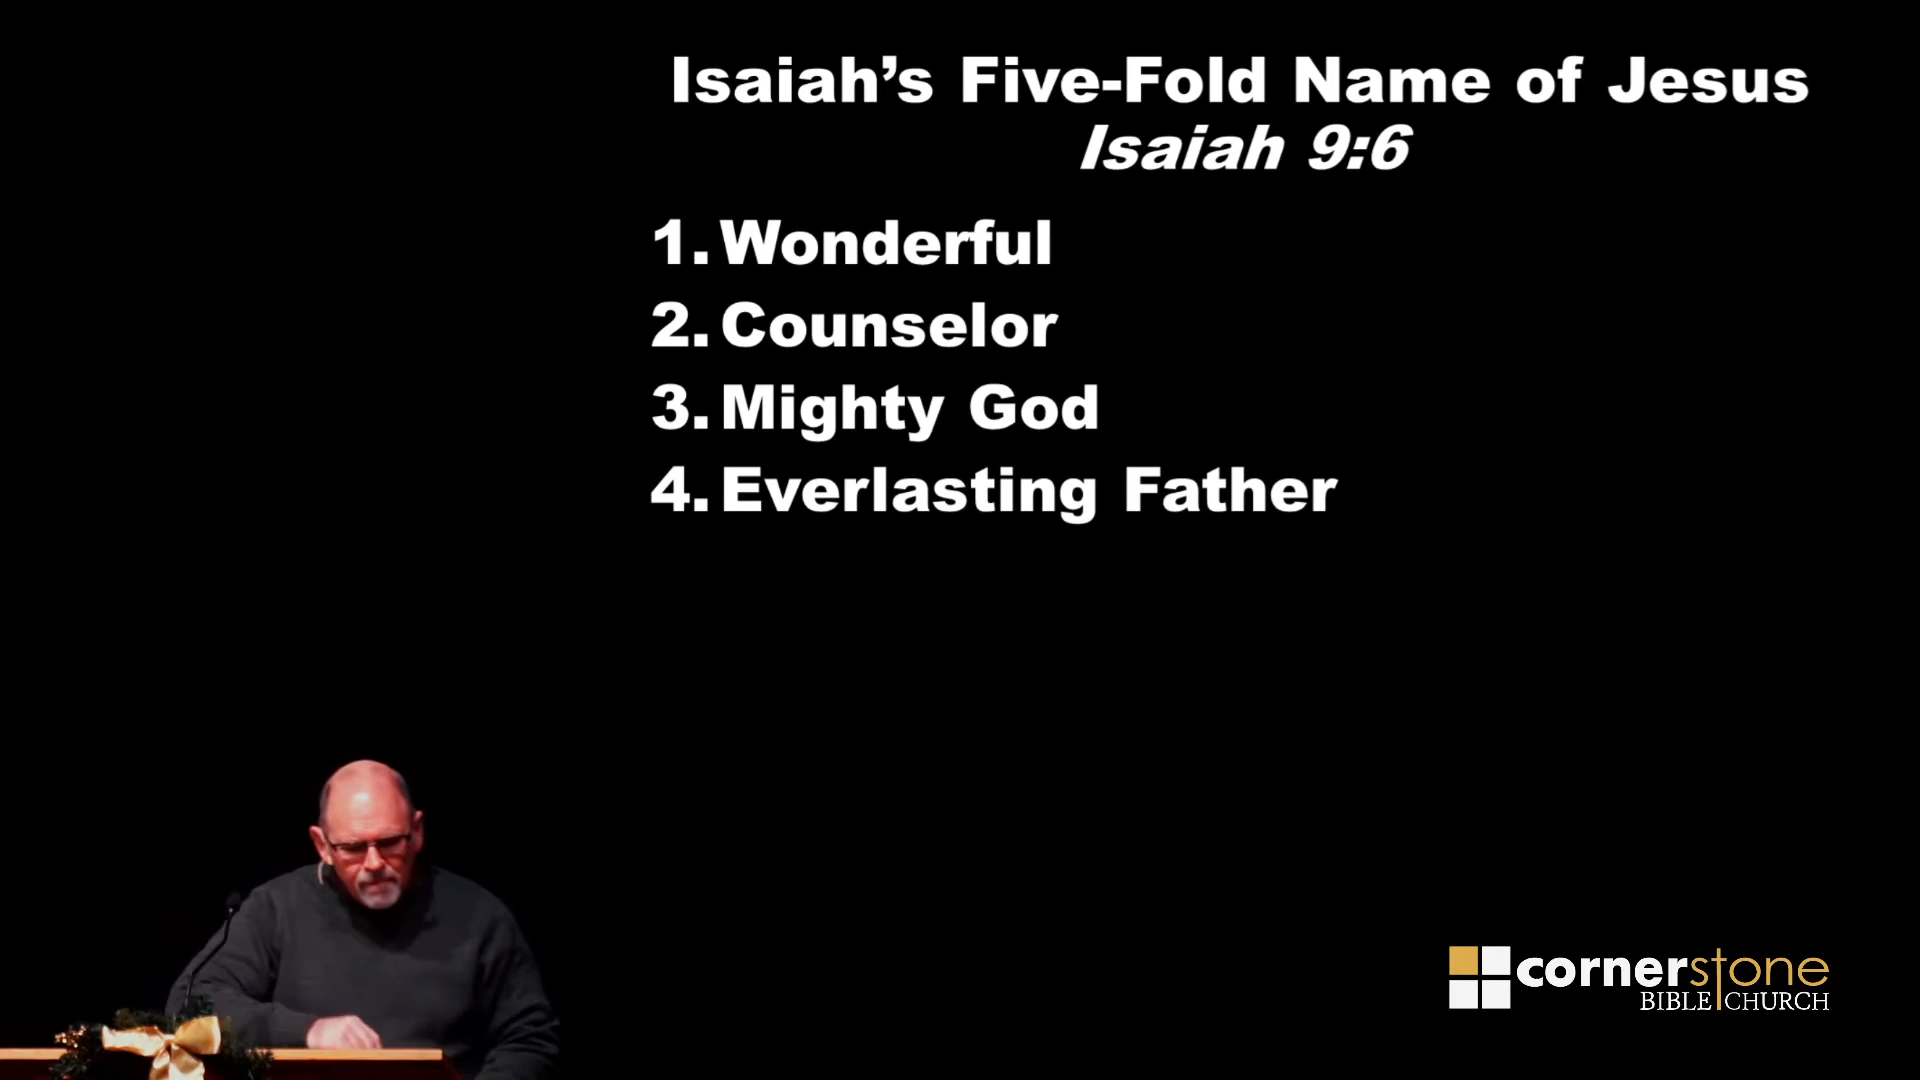 Isaiah’s Five-Fold Name of Jesus
Isaiah 9:6
1. Wonderful
2. Counselor
3. Mighty God
4. Everlasting Father
cornerstone
BIBLE CHURCH